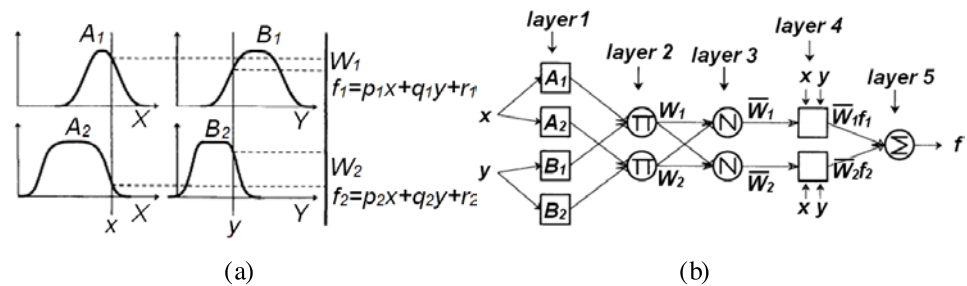 A1
B1
W1
f1=p1x+q1y+r1
X
Y
A2
B2
W2
f2=p2x+q2y+r2
X
Y
x
y
(a)
layer 1
layer 4
layer 2
layer 3
x y
layer 5
A1
x
A2
Π
W1
N
W̅1
W̅1f1
Σ
f
y
B1
Π
W2
N
W̅2
W̅2f2
B2
x y
(b)